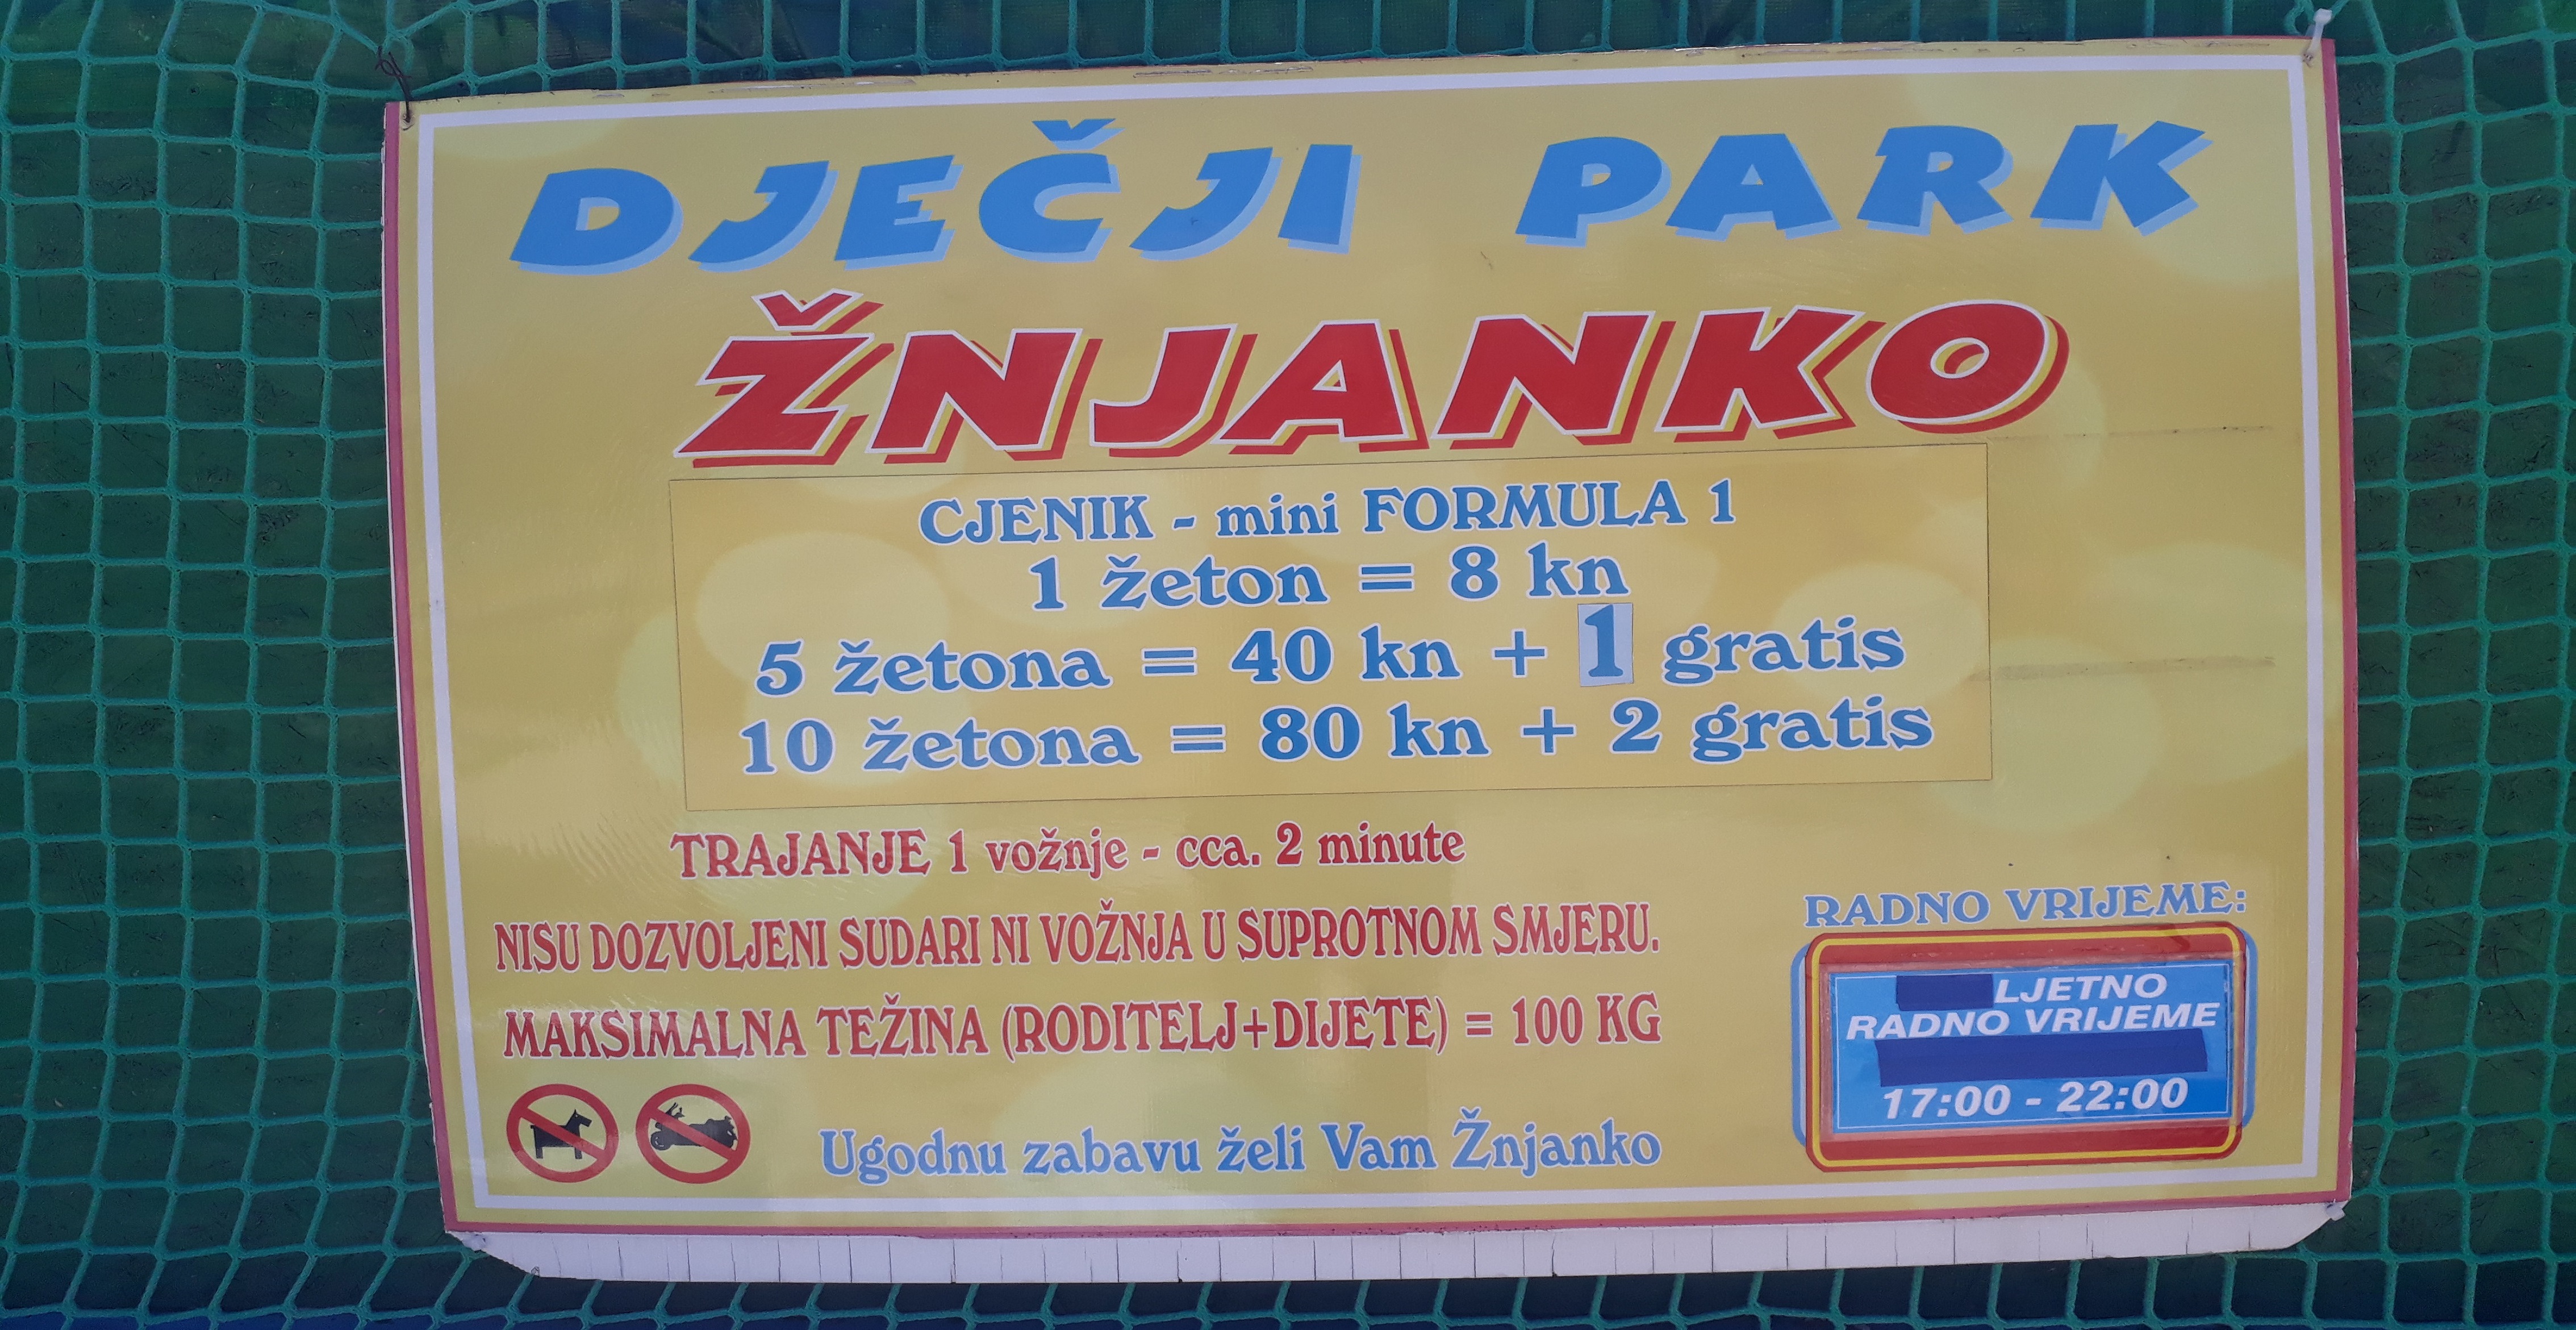 DJEČJI PARK
ŽNJANKO
CJENIK - mini FORMULA 1
1 žeton = 8 kn
5 žetona = 40 kn + 1 gratis
10 žetona = 80 kn + 2 gratis
TRAJANJE 1 vožnje - cca. 2 minute
NISU DOZVOLJENI SUDARI NI VOŽNJA U SUPROTNOM SMJERU.
MAKSIMALNA TEŽINA (RODITELJ+DIJETE) = 100 KG
Ugodnu zabavu želi Vam Žnjanko
RADNO VRIJEME:
LJETNO
RADNO VRIJEME
17:00 - 22:00